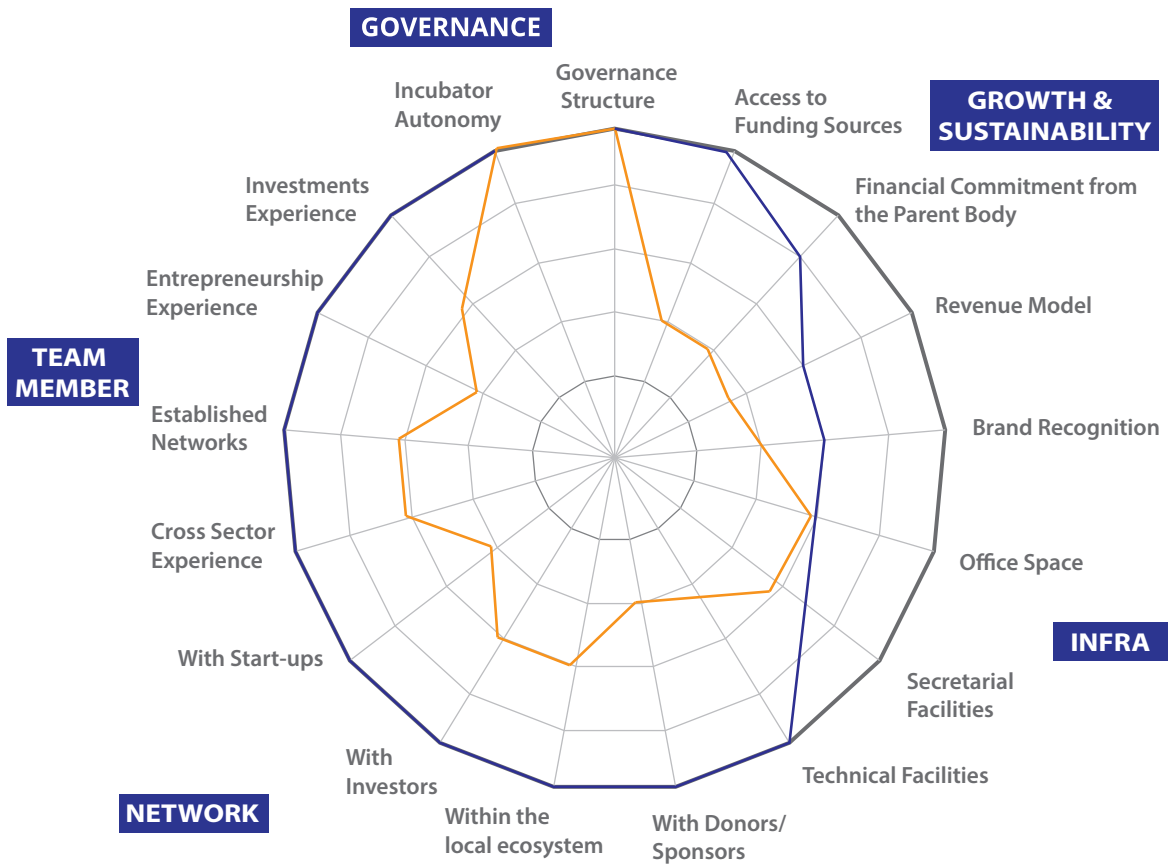 GOVERNANCE
Governance
Structure
Incubator
Autonomy
Access to
Funding Sources
GROWTH &
SUSTAINABILITY
Investments
Experience
Financial Commitment from
the Parent Body
Entrepreneurship
Experience
Revenue Model
TEAM
MEMBER
Established
Networks
Brand Recognition
Cross Sector
Experience
Office Space
INFRA
With Start-ups
Secretarial
Facilities
With
Investors
Technical Facilities
NETWORK
Within the
local ecosystem
With Donors/
Sponsors